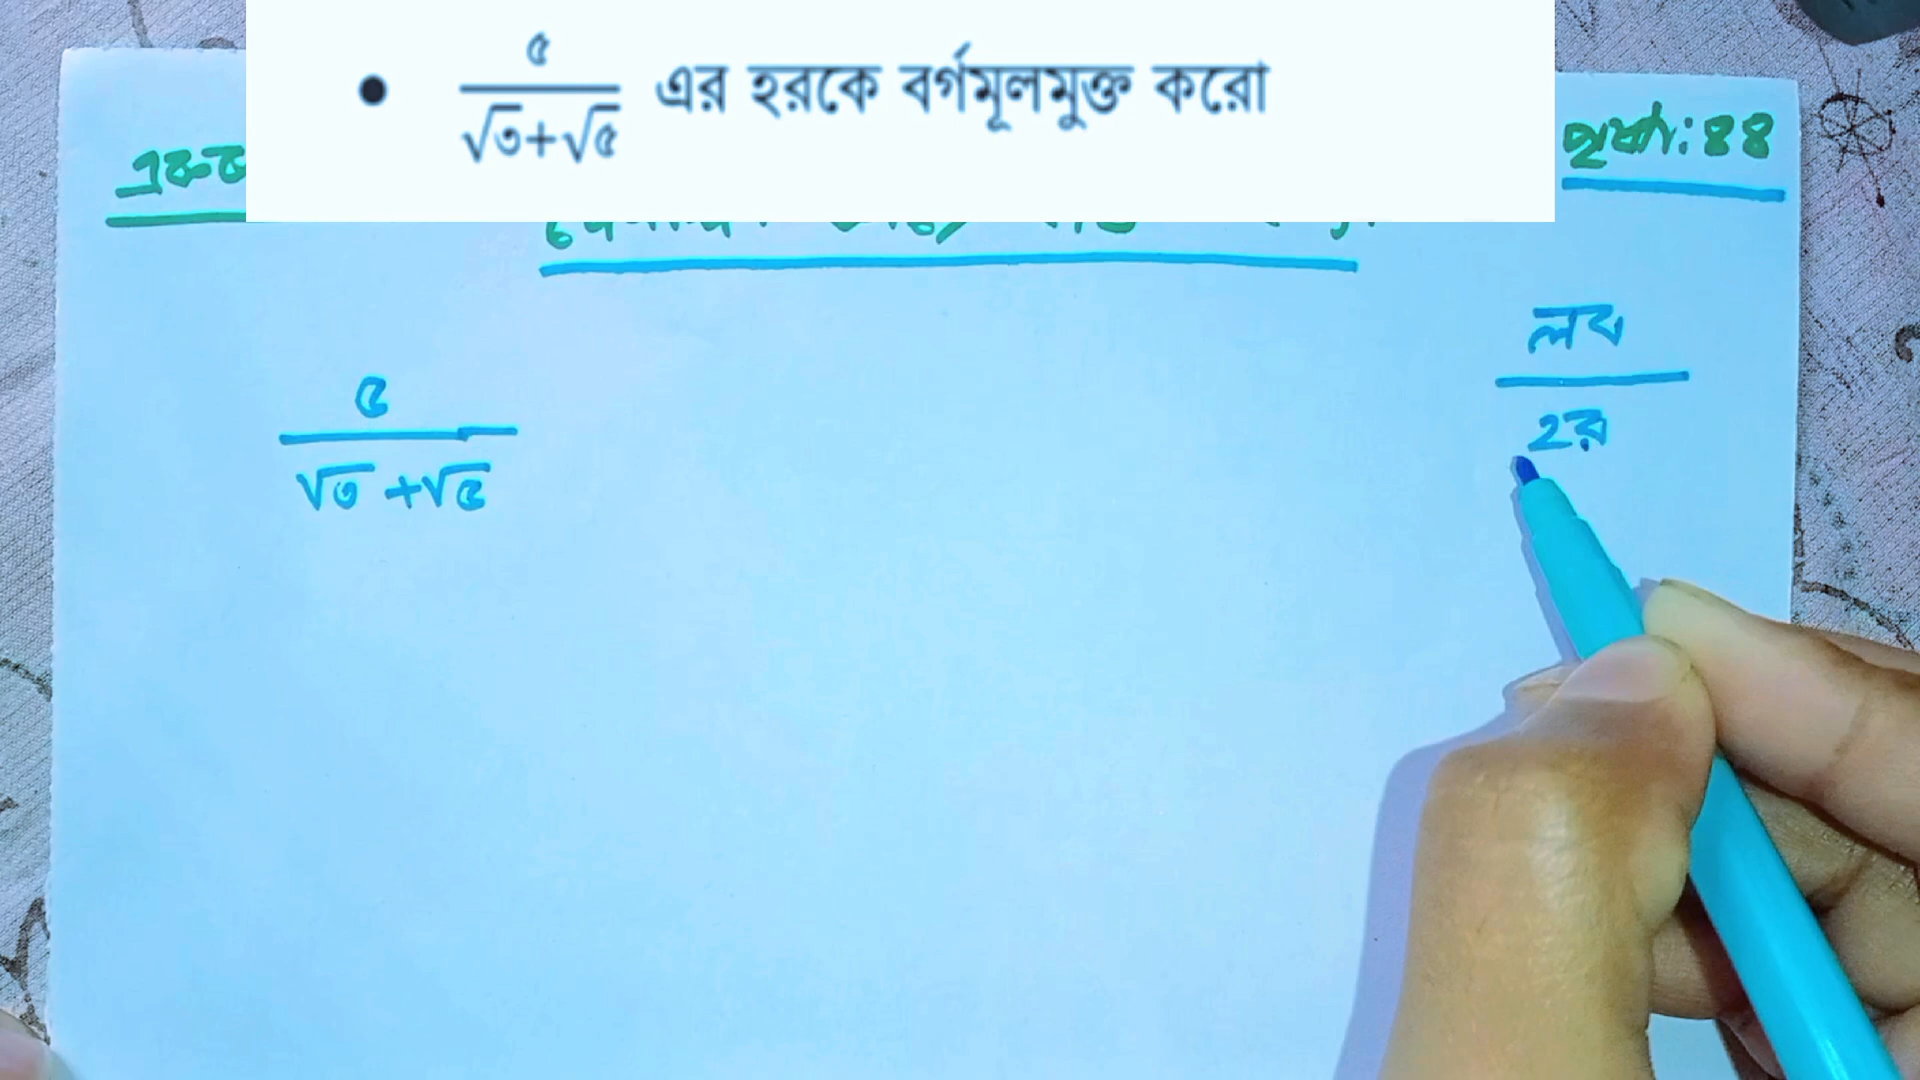 • ৫
√৩+√৫ এর হরকে বর্গমূলমুক্ত করো
পৃষ্ঠা: ৪৪
লব
হর
৫
√৩ +√৫